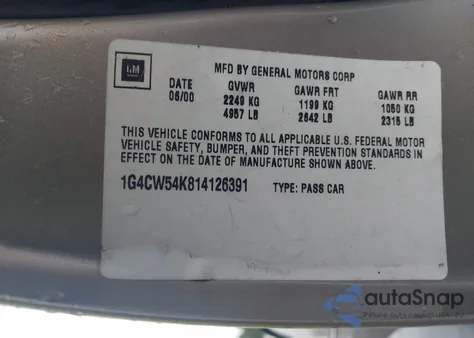 GM
MFD BY GENERAL MOTORS CORP
DATE GVWR GAWR FRT GAWR RR
06/00 2249 KG 1199 KG 1050 KG
4957 LB 2642 LB 2315 LB
THIS VEHICLE CONFORMS TO ALL APPLICABLE U.S. FEDERAL MOTOR
VEHICLE SAFETY, BUMPER, AND THEFT PREVENTION STANDARDS IN
EFFECT ON THE DATE OF MANUFACTURE SHOWN ABOVE.
1G4CW54K814126391 TYPE: PASS CAR
autoSnap